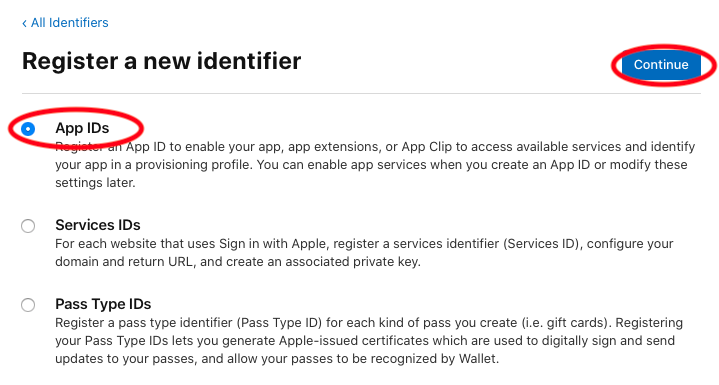 ‹ All Identifiers
Register a new identifier
Continue
App IDs
Register an App ID to enable your app, app extensions, or App Clip to access available services and identify
your app in a provisioning profile. You can enable app services when you create an App ID or modify these
settings later.
Services IDs
For each website that uses Sign in with Apple, register a services identifier (Services ID), configure your
domain and return URL, and create an associated private key.
Pass Type IDs
Register a pass type identifier (Pass Type ID) for each kind of pass you create (i.e. gift cards). Registering
your Pass Type IDs lets you generate Apple-issued certificates which are used to digitally sign and send
updates to your passes, and allow your passes to be recognized by Wallet.